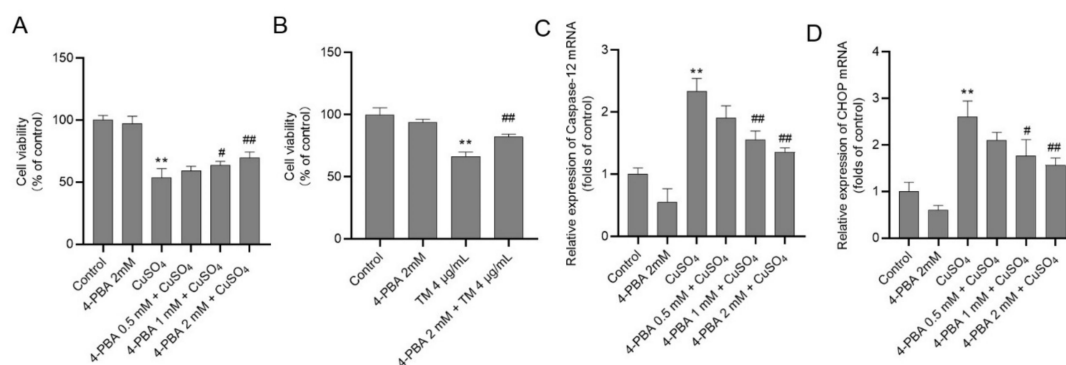 A
Cell viability
(% of control)
150
100
50
0
**
#
##
Control
4-PBA 2mM
CuSO₄
4-PBA 0.5 mM + CuSO₄
4-PBA 1 mM + CuSO₄
4-PBA 2 mM + CuSO₄
B
Cell viability
(% of control)
150
100
50
0
**
##
Control
4-PBA 2mM
TM 4 μg/mL
4-PBA 2 mM + TM 4 μg/mL
C
Relative expression of Caspase-12 mRNA
(folds of control)
3
2
1
0
**
##
##
Control
4-PBA 2mM
CuSO₄
4-PBA 0.5 mM + CuSO₄
4-PBA 1 mM + CuSO₄
4-PBA 2 mM + CuSO₄
D
Relative expression of CHOP mRNA
(folds of control)
4
3
2
1
0
**
#
##
Control
4-PBA 2mM
CuSO₄
4-PBA 0.5 mM + CuSO₄
4-PBA 1 mM + CuSO₄
4-PBA 2 mM + CuSO₄